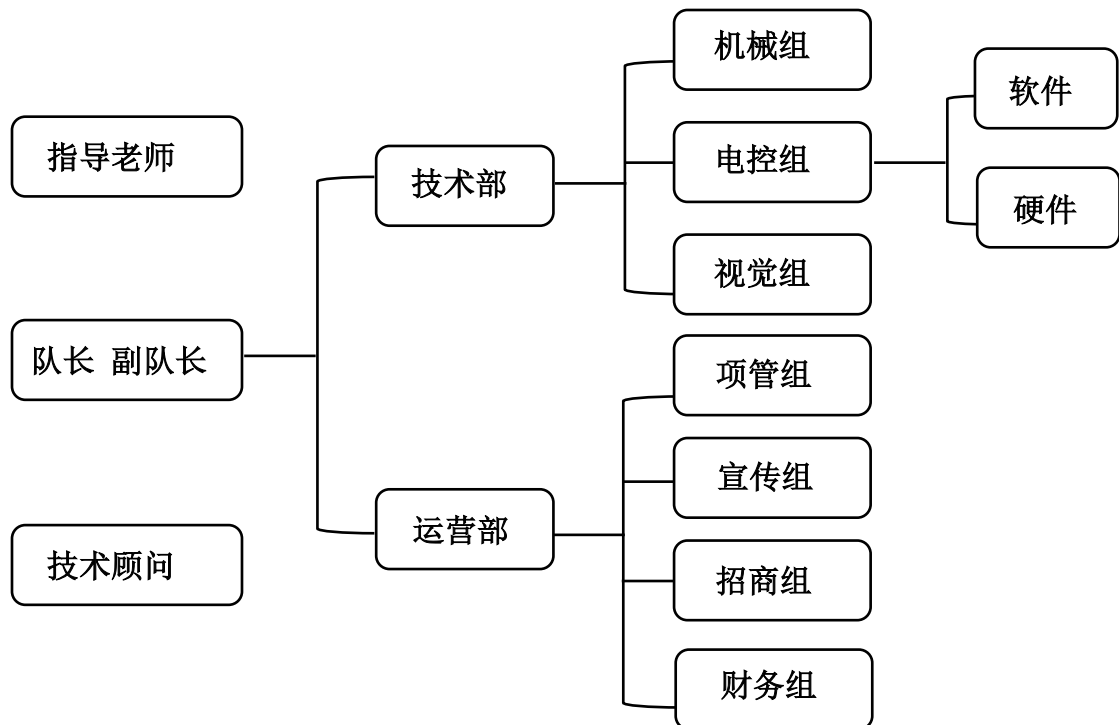 指导老师
队长 副队长
技术顾问
技术部
运营部
机械组
电控组
视觉组
项管组
宣传组
招商组
财务组
软件
硬件